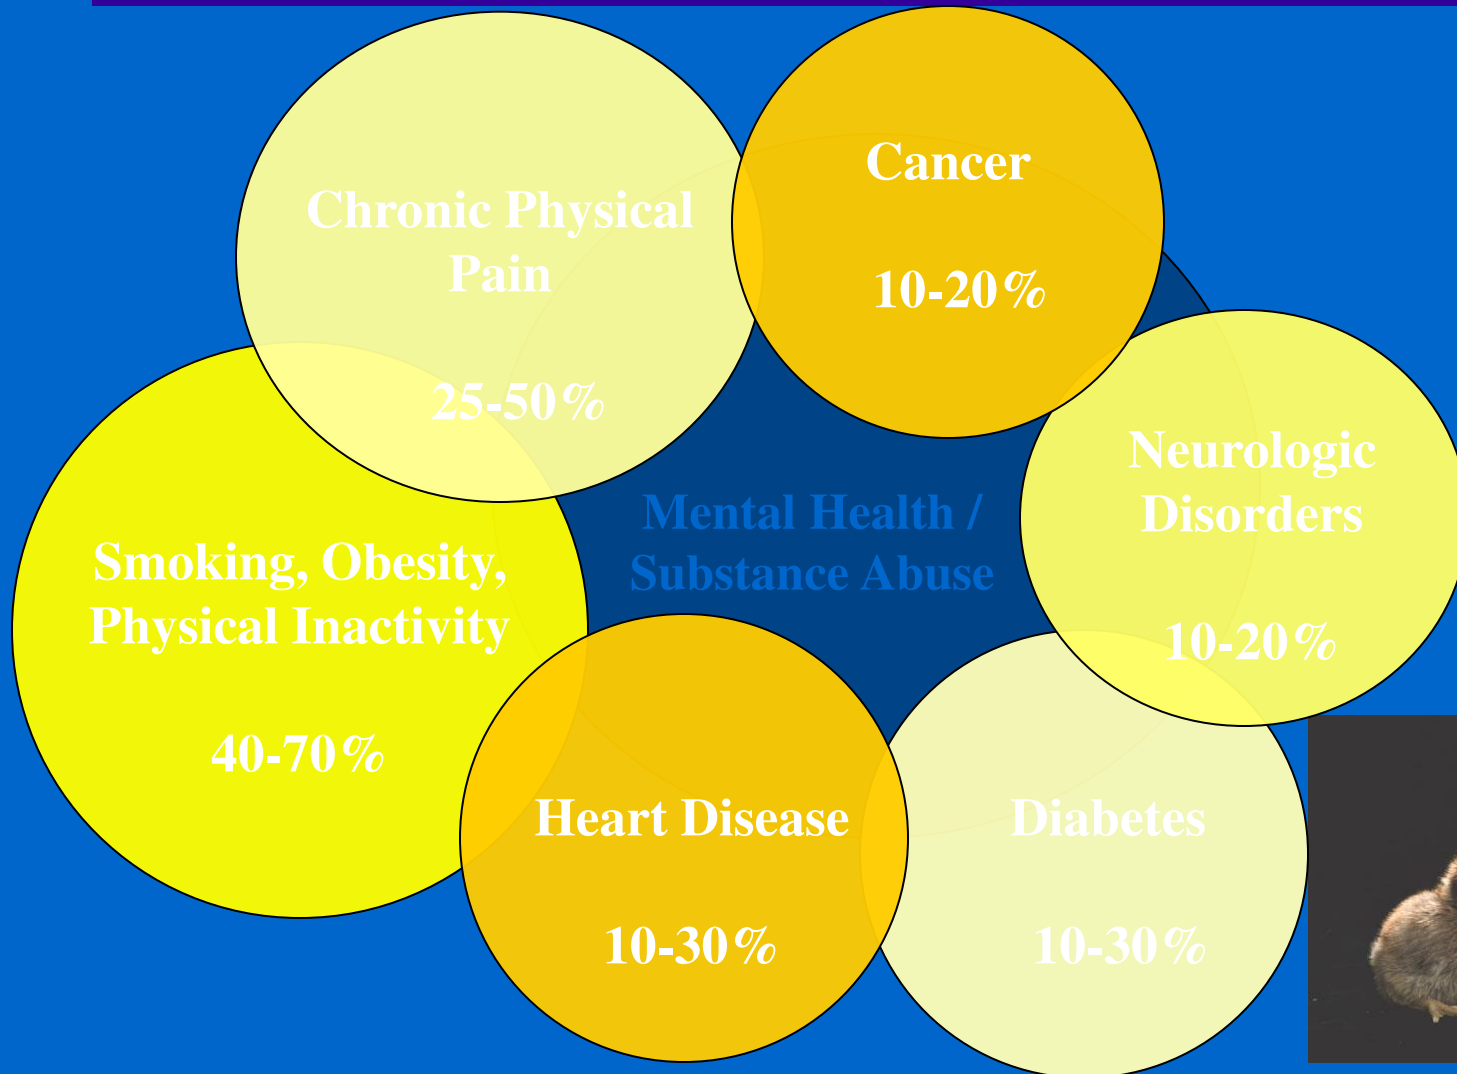 Cancer
10-20%
Chronic Physical
Pain
25-50%
Neurologic
Disorders
10-20%
Mental Health /
Substance Abuse
Smoking, Obesity,
Physical Inactivity
40-70%
Heart Disease
10-30%
Diabetes
10-30%